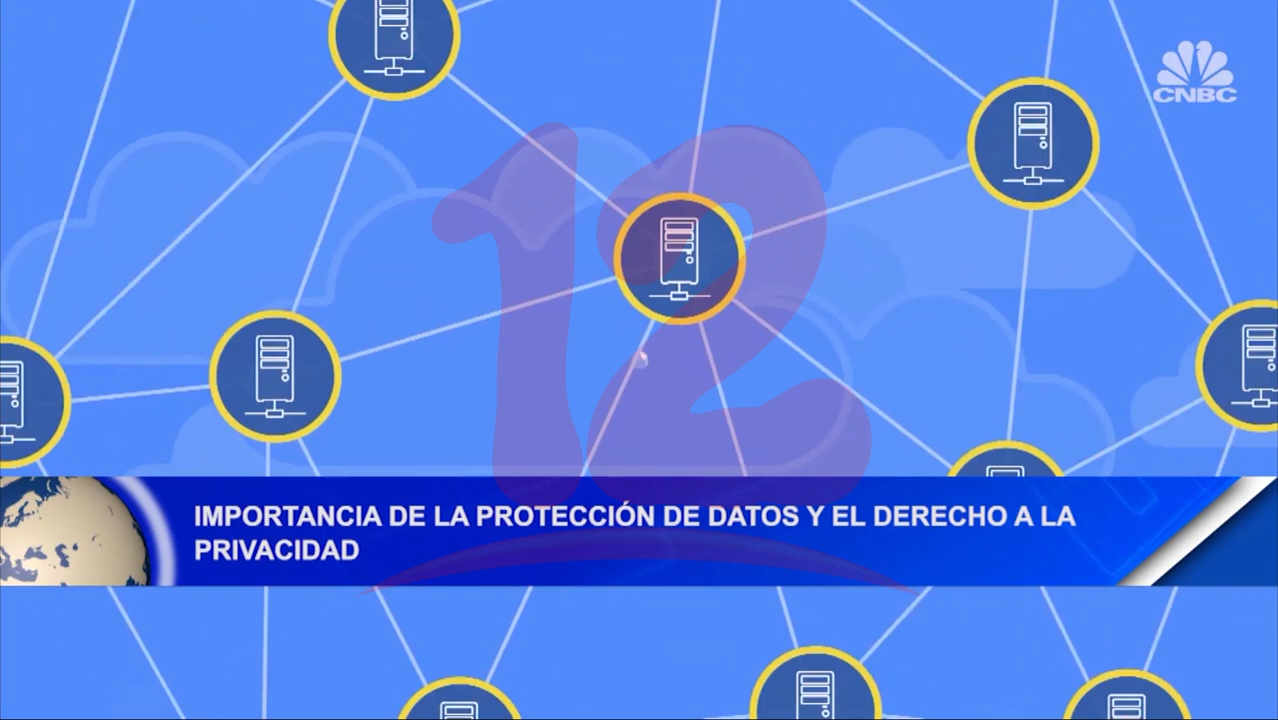 CNBC
12
IMPORTANCIA DE LA PROTECCIÓN DE DATOS Y EL DERECHO A LA
PRIVACIDAD